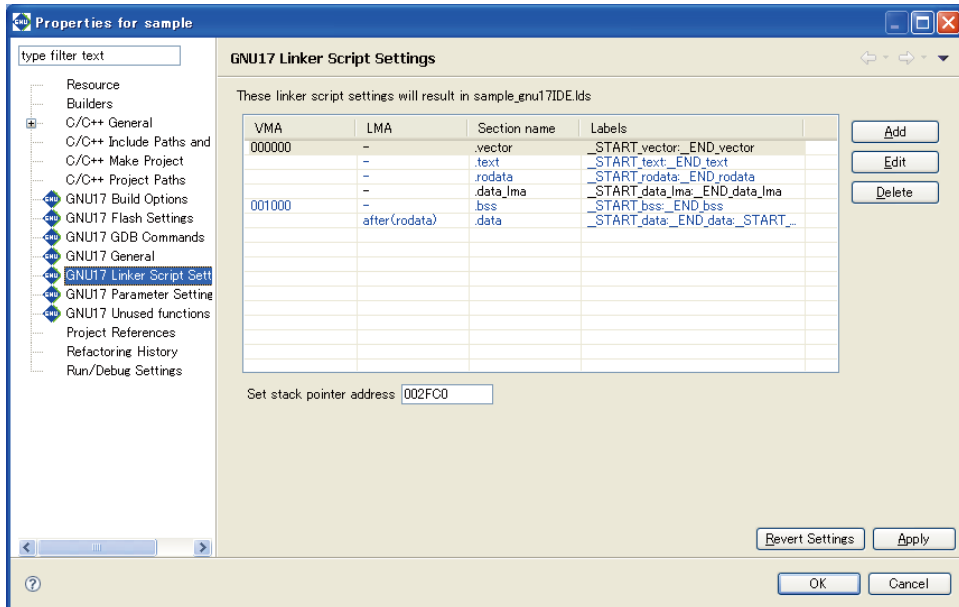 Properties for sample
type filter text
Resource
Builders
C/C++ General
C/C++ Include Paths and
C/C++ Make Project
C/C++ Project Paths
GNU17 Build Options
GNU17 Flash Settings
GNU17 GDB Commands
GNU17 General
GNU17 Linker Script Sett
GNU17 Parameter Setting
GNU17 Unused functions
Project References
Refactoring History
Run/Debug Settings
GNU17 Linker Script Settings
These linker script settings will result in sample_gnu17IDE.lds
VMA LMA Section name Labels
000000 – .vector _START_vector:_END_vector
– .text _START_text:_END_text
– .rodata _START_rodata:_END_rodata
– .data_lma _START_data_lma:_END_data_lma
001000 – .bss _START_bss:_END_bss
after(rodata) .data _START_data:_END_data:_START_...
Add
Edit
Delete
Set stack pointer address 002FC0
Revert Settings Apply
? OK Cancel